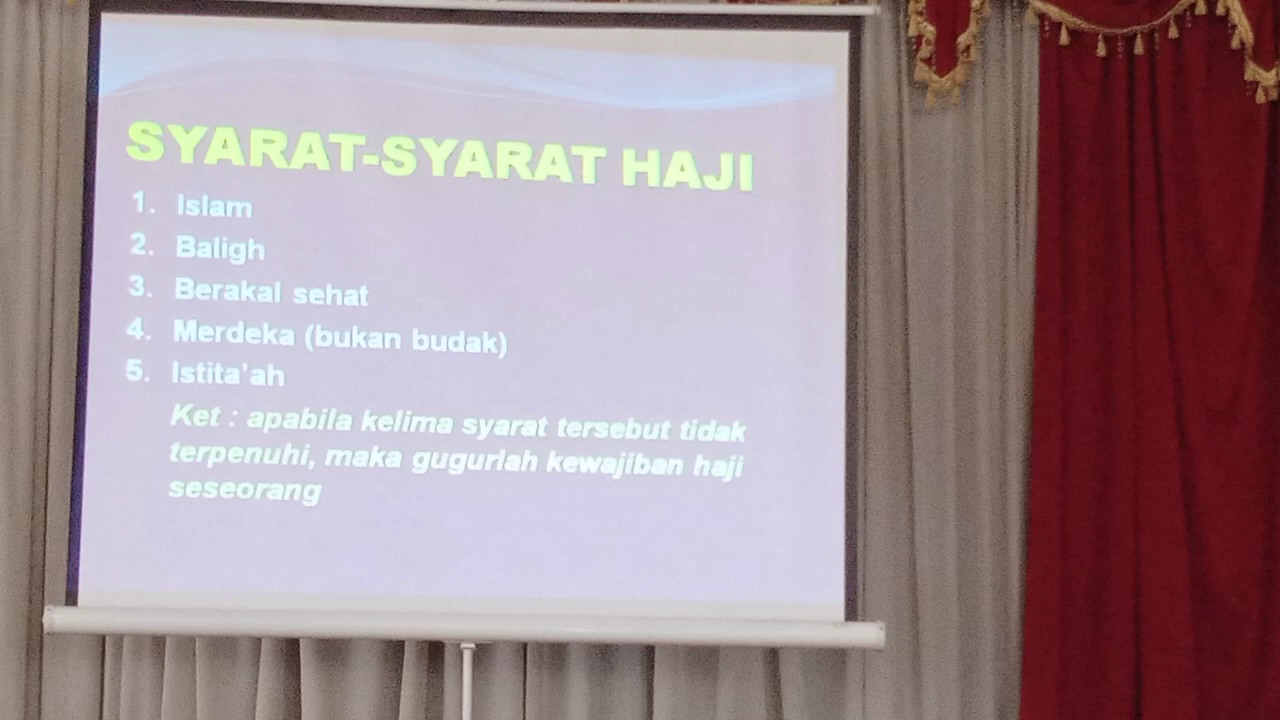 SYARAT-SYARAT HAJI
1. Islam
2. Baligh
3. Berakal sehat
4. Merdeka (bukan budak)
5. Istita'ah
Ket : apabila kelima syarat tersebut tidak
terpenuhi, maka gugurlah kewajiban haji
seseorang